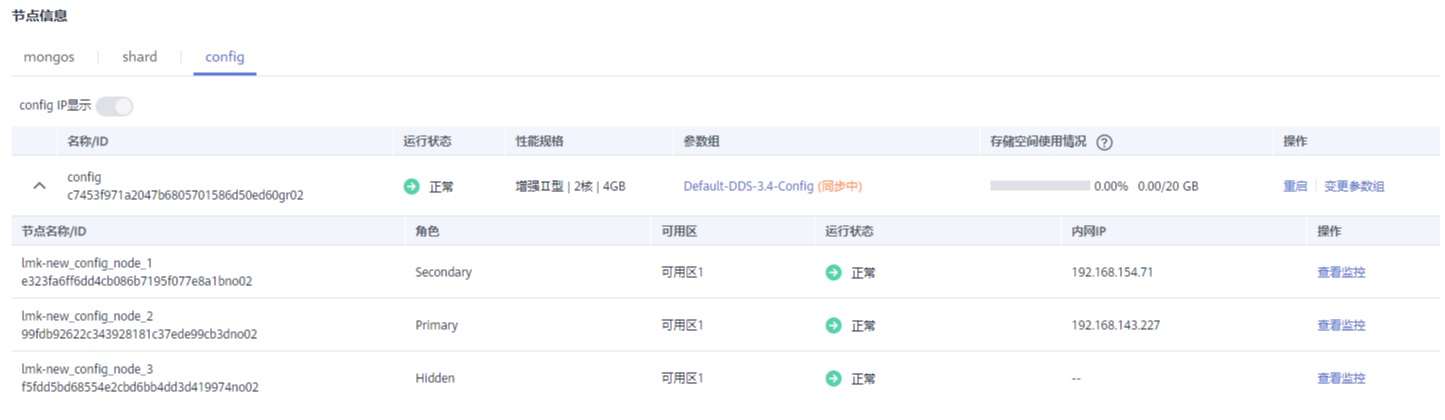 节点信息
mongos shard config
config IP显示
名称/ID 运行状态 性能规格 参数组 存储空间使用情况 ? 操作
config
c7453f971a2047b6805701586d50ed60gr02
正常 增强II型 | 2核 | 4GB Default-DDS-3.4-Config (同步中) 0.00% 0.00/20 GB 重启 变更参数组
节点名称/ID 角色 可用区 运行状态 内网IP 操作
lmk-new_config_node_1
e323fa6ff6dd4cb086b7195f077e8a1bno02
Secondary 可用区1 正常 192.168.154.71 查看监控
lmk-new_config_node_2
99fdb92622c343928181c37ede99cb3dno02
Primary 可用区1 正常 192.168.143.227 查看监控
lmk-new_config_node_3
f5fdd5bd68554e2cbd6bb4dd3d419974no02
Hidden 可用区1 正常 -- 查看监控